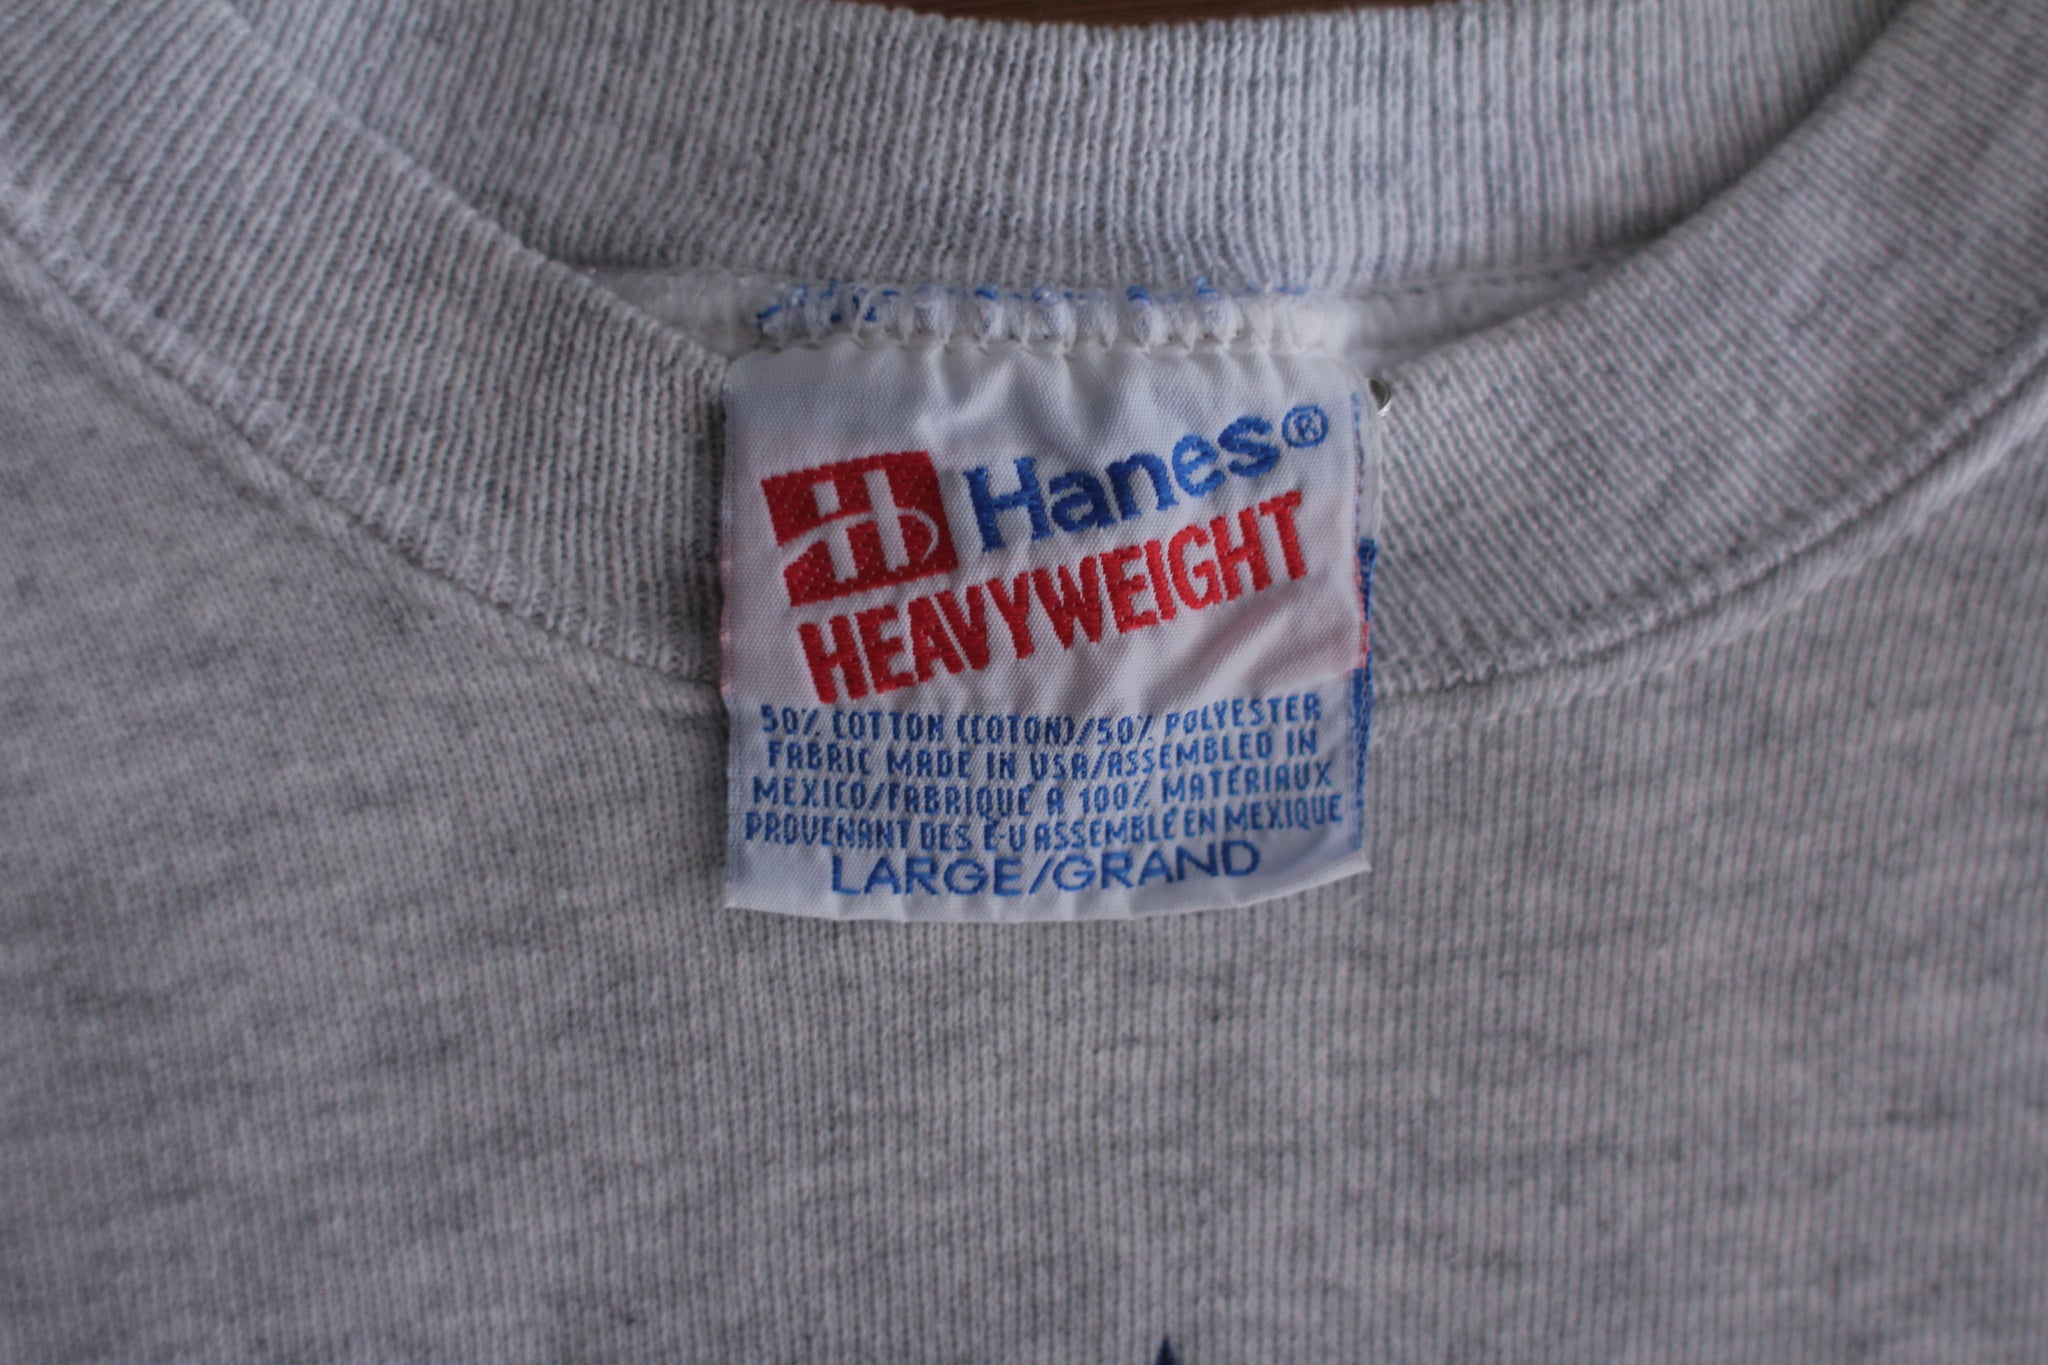 Hanes®
HEAVYWEIGHT
50% COTTON (COTON)/50% POLYESTER
FABRIC MADE IN USA/ASSEMBLED IN
MEXICO/FABRIQUÉ A 100% MATÉRIAUX
PROVENANT DES É-U ASSEMBLÉ EN MEXIQUE
LARGE/GRAND